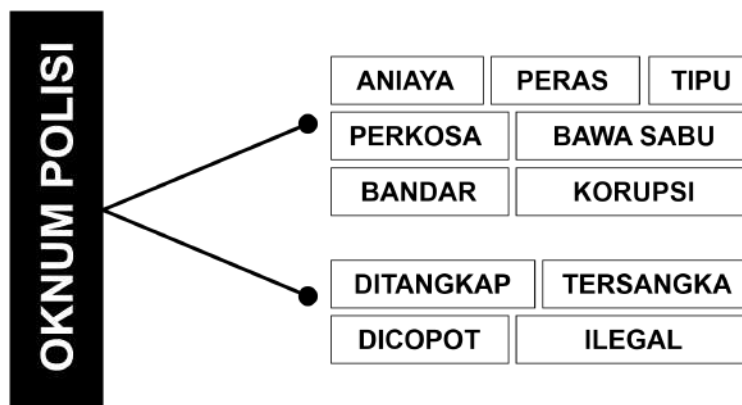 OKNUM POLISI
ANIAYA PERAS TIPU
PERKOSA BAWA SABU
BANDAR KORUPSI
DITANGKAP TERSANGKA
DICOPOT ILEGAL